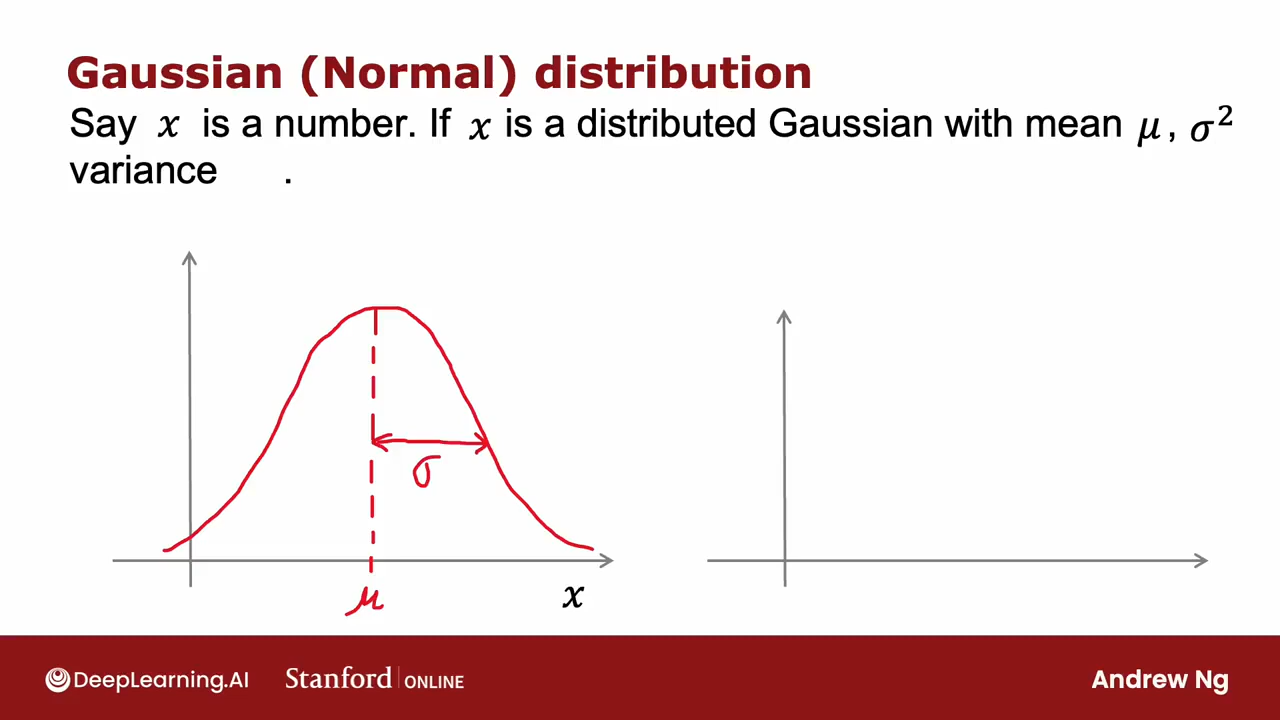 Gaussian (Normal) distribution
Say x is a number. If x is a distributed Gaussian with mean μ, σ²
variance .
σ
μ
x
DeepLearning.AI Stanford | ONLINE Andrew Ng